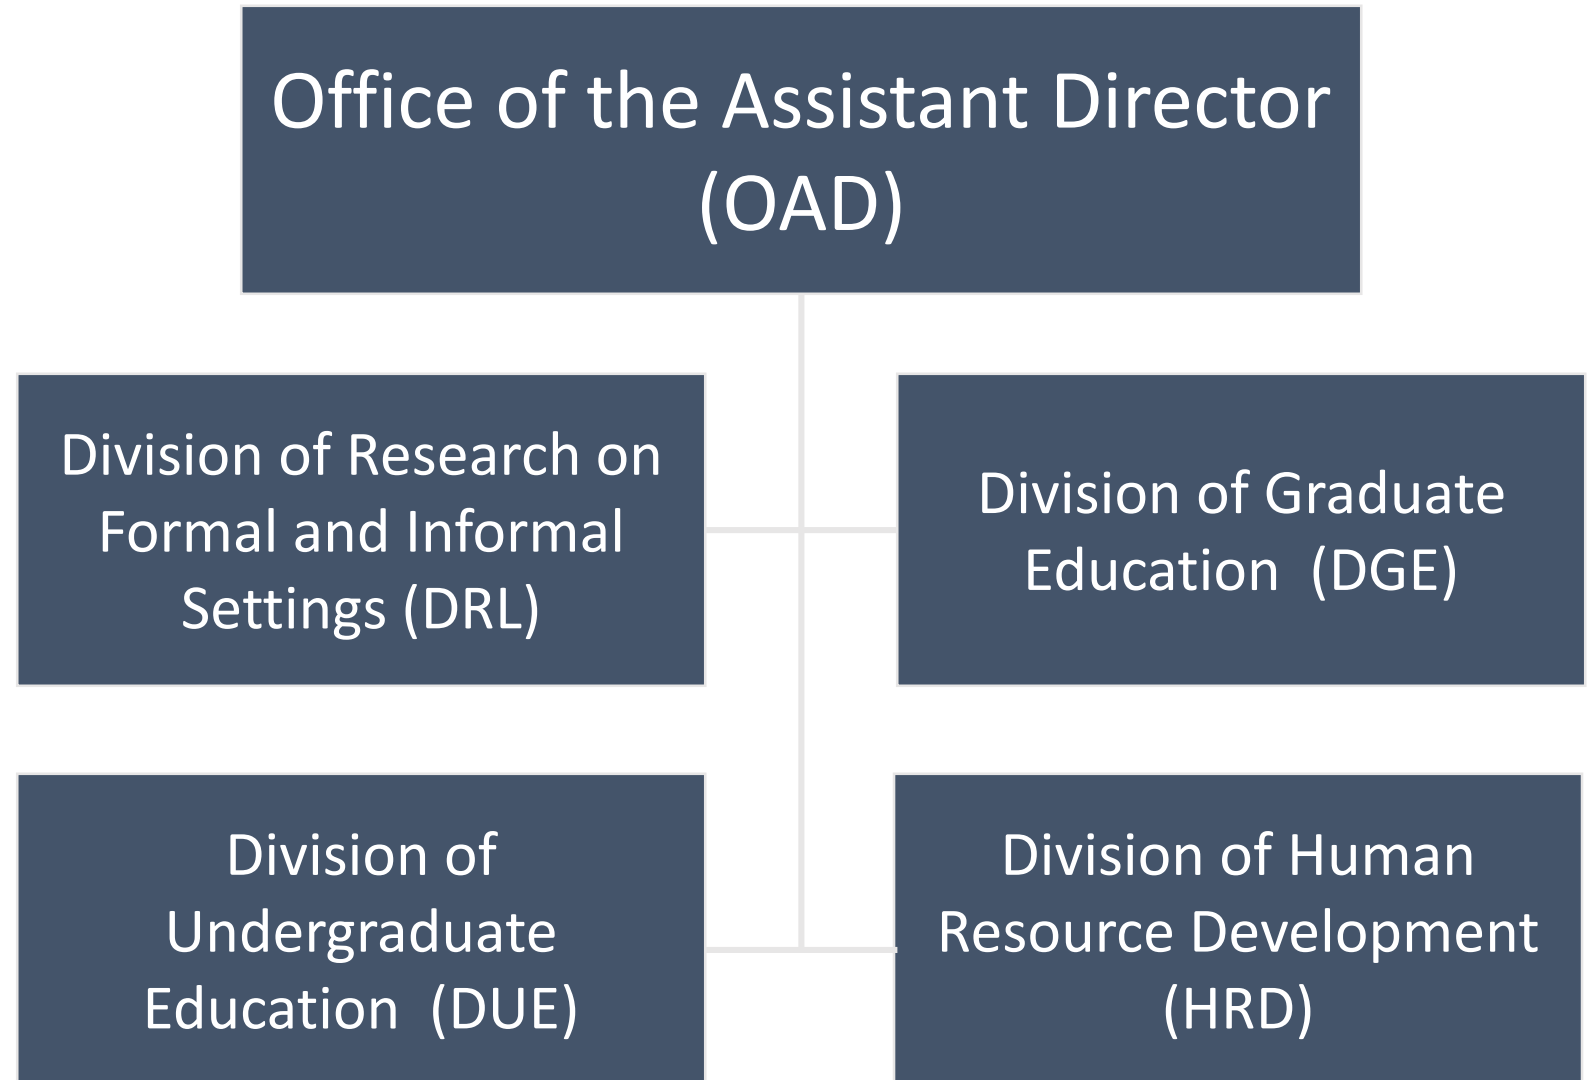 Office of the Assistant Director
(OAD)
Division of Research on
Formal and Informal
Settings (DRL)
Division of Graduate
Education  (DGE)
Division of
Undergraduate
Education  (DUE)
Division of Human
Resource Development
(HRD)